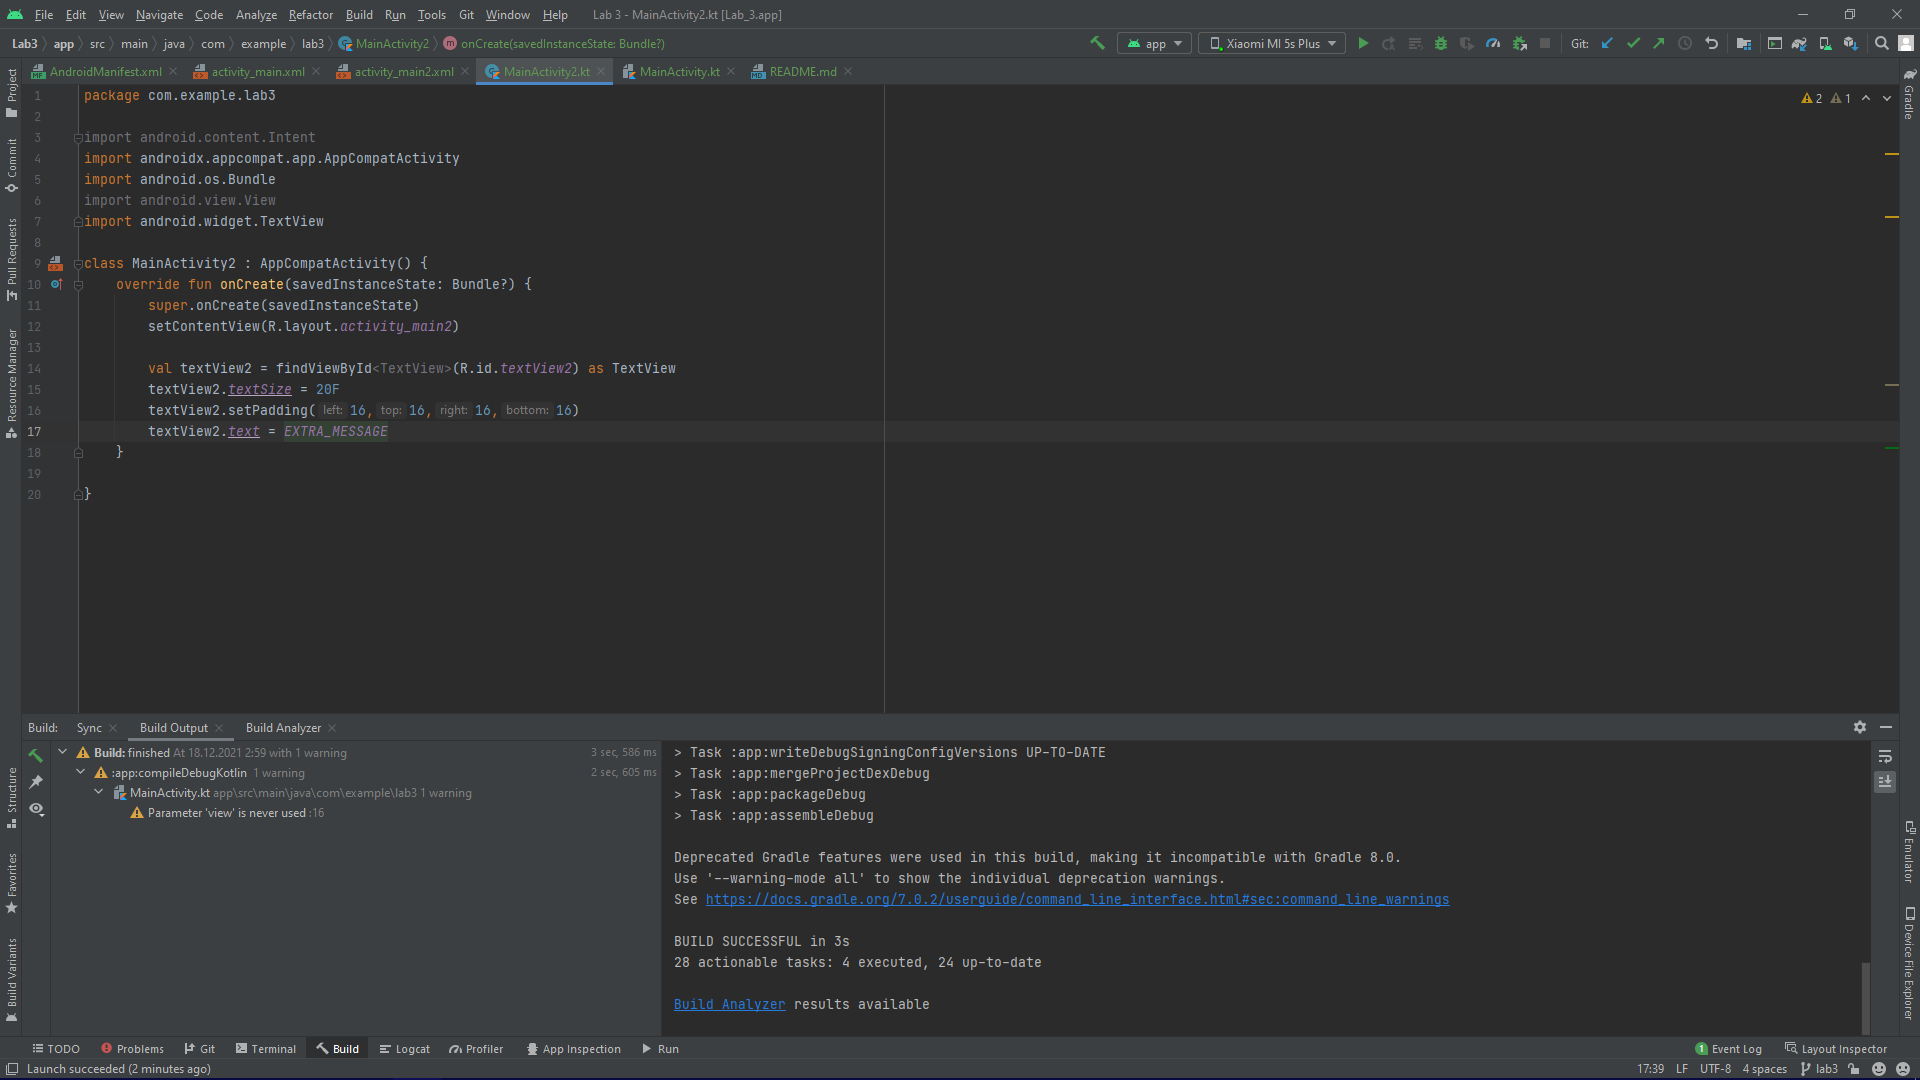 File Edit View Navigate Code Analyze Refactor Build Run Tools Git Window Help Lab 3 - MainActivity2.kt [Lab_3.app]
Lab3 app src main java com example lab3 MainActivity2 onCreate(savedInstanceState: Bundle?) app Xiaomi MI 5s Plus Git:
AndroidManifest.xml activity_main.xml activity_main2.xml MainActivity2.kt MainActivity.kt README.md
Project
Commit
Pull Requests
Resource Manager
Structure
Favorites
Build Variants
2 1
1 package com.example.lab3
2
3 import android.content.Intent
4 import androidx.appcompat.app.AppCompatActivity
5 import android.os.Bundle
6 import android.view.View
7 import android.widget.TextView
8
9 class MainActivity2 : AppCompatActivity() {
10 override fun onCreate(savedInstanceState: Bundle?) {
11 super.onCreate(savedInstanceState)
12 setContentView(R.layout.activity_main2)
13
14 val textView2 = findViewById<TextView>(R.id.textView2) as TextView
15 textView2.textSize = 20F
16 textView2.setPadding( left: 16, top: 16, right: 16, bottom: 16)
17 textView2.text = EXTRA_MESSAGE
18 }
19
20 }
Gradle
Emulator
Device File Explorer
Build: Sync Build Output Build Analyzer
Build: finished At 18.12.2021 2:59 with 1 warning 3 sec, 586 ms
:app:compileDebugKotlin 1 warning 2 sec, 605 ms
MainActivity.kt app\src\main\java\com\example\lab3 1 warning
Parameter 'view' is never used :16
> Task :app:writeDebugSigningConfigVersions UP-TO-DATE
> Task :app:mergeProjectDexDebug
> Task :app:packageDebug
> Task :app:assembleDebug
Deprecated Gradle features were used in this build, making it incompatible with Gradle 8.0.
Use '--warning-mode all' to show the individual deprecation warnings.
See https://docs.gradle.org/7.0.2/userguide/command_line_interface.html#sec:command_line_warnings
BUILD SUCCESSFUL in 3s
28 actionable tasks: 4 executed, 24 up-to-date
Build Analyzer results available
TODO Problems Git Terminal Build Logcat Profiler App Inspection Run 1 Event Log Layout Inspector
Launch succeeded (2 minutes ago) 17:39 LF UTF-8 4 spaces lab3